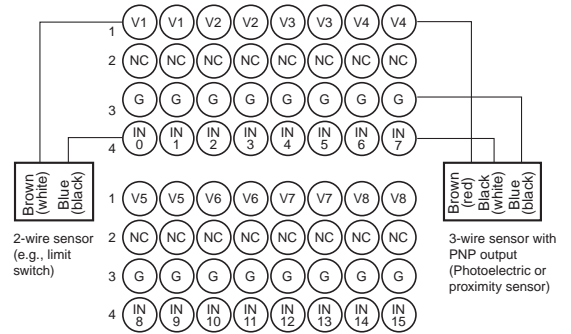 1 V1 V1 V2 V2 V3 V3 V4 V4
2 NC NC NC NC NC NC NC NC
3 G G G G G G G G
4 IN 0 IN 1 IN 2 IN 3 IN 4 IN 5 IN 6 IN 7
Brown (white)
Blue (black)
2-wire sensor
(e.g., limit
switch)
Brown (red)
Black (white)
Blue (black)
3-wire sensor with
PNP output
(Photoelectric or
proximity sensor)
1 V5 V5 V6 V6 V7 V7 V8 V8
2 NC NC NC NC NC NC NC NC
3 G G G G G G G G
4 IN 8 IN 9 IN 10 IN 11 IN 12 IN 13 IN 14 IN 15